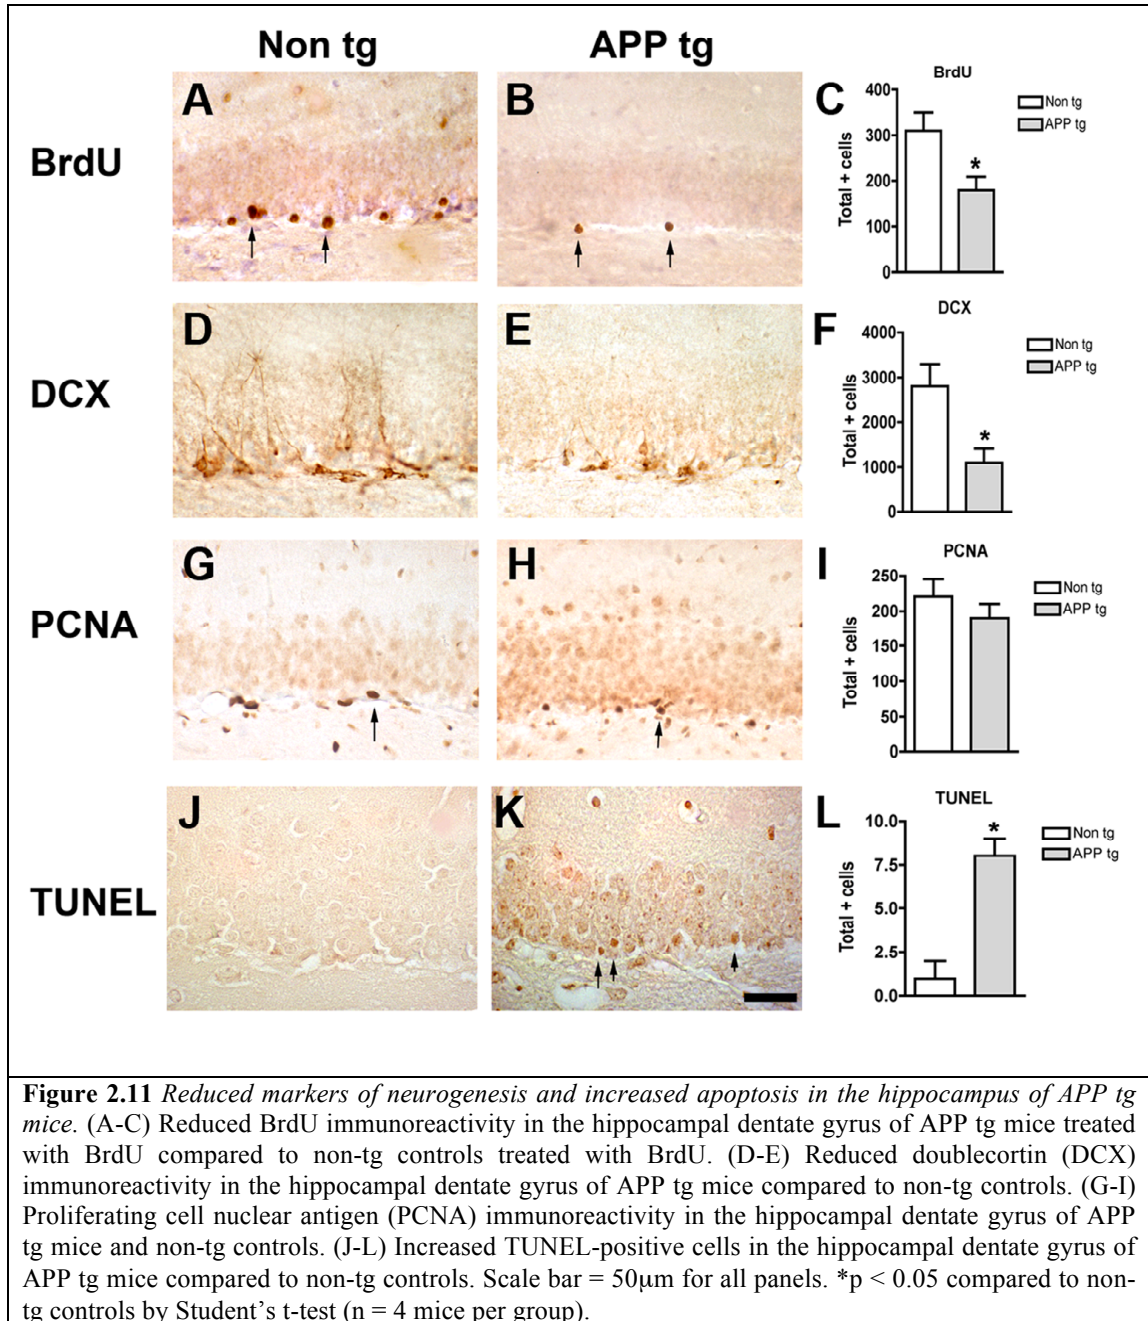 Non tg APP tg
A B C BrdU
400
300
200
100
0
Total + cells
*
Non tg
APP tg
BrdU
D E F DCX
4000
3000
2000
1000
0
Total + cells
*
Non tg
APP tg
DCX
G H I PCNA
250
200
150
100
50
0
Total + cells
Non tg
APP tg
PCNA
J K L TUNEL
10.0
7.5
5.0
2.5
0.0
Total + cells
*
Non tg
APP tg
TUNEL
Figure 2.11 Reduced markers of neurogenesis and increased apoptosis in the hippocampus of APP tg
mice. (A-C) Reduced BrdU immunoreactivity in the hippocampal dentate gyrus of APP tg mice treated
with BrdU compared to non-tg controls treated with BrdU. (D-E) Reduced doublecortin (DCX)
immunoreactivity in the hippocampal dentate gyrus of APP tg mice compared to non-tg controls. (G-I)
Proliferating cell nuclear antigen (PCNA) immunoreactivity in the hippocampal dentate gyrus of APP
tg mice and non-tg controls. (J-L) Increased TUNEL-positive cells in the hippocampal dentate gyrus of
APP tg mice compared to non-tg controls. Scale bar = 50μm for all panels. *p < 0.05 compared to non-
tg controls by Student’s t-test (n = 4 mice per group).